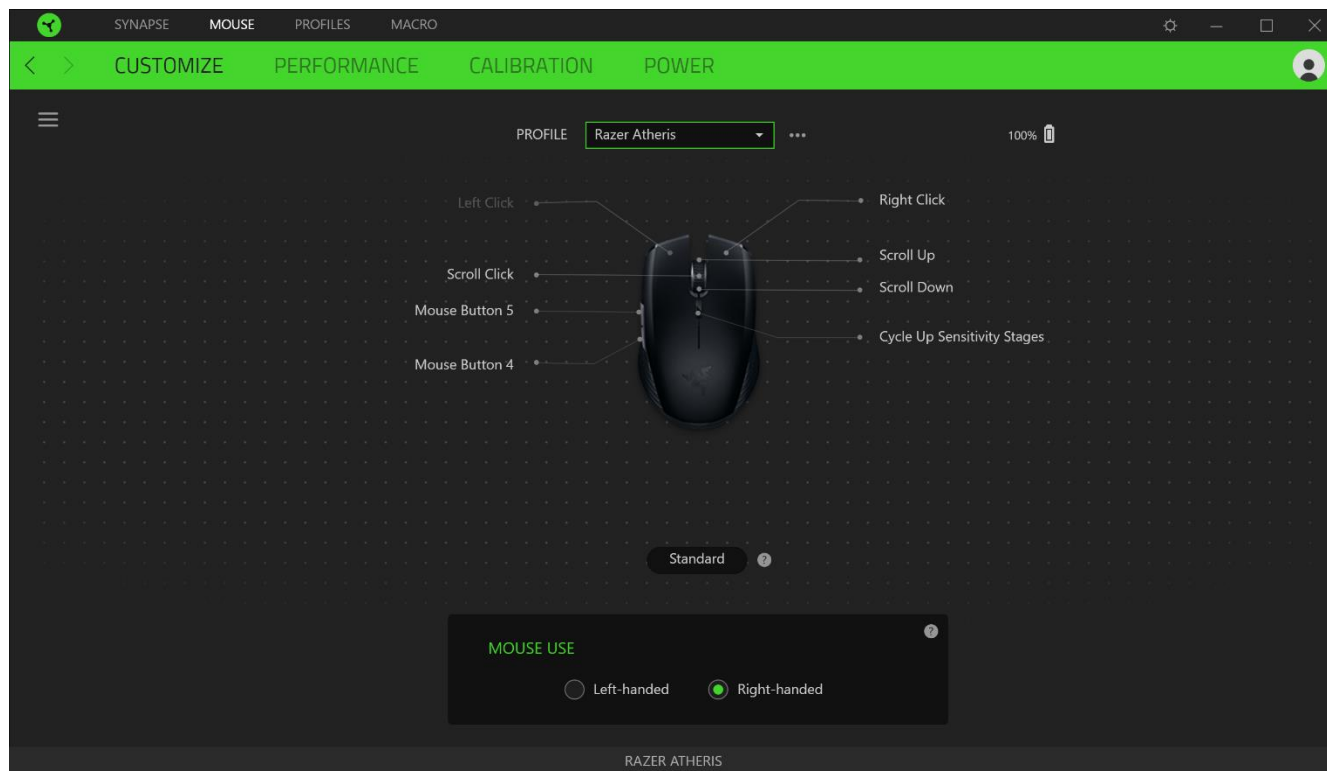 SYNAPSE MOUSE PROFILES MACRO
CUSTOMIZE PERFORMANCE CALIBRATION POWER
PROFILE Razer Atheris ••• 100%
Left Click Right Click
Scroll Up
Scroll Click
Scroll Down
Mouse Button 5
Cycle Up Sensitivity Stages
Mouse Button 4
Standard ?
?
MOUSE USE
Left-handed Right-handed
RAZER ATHERIS